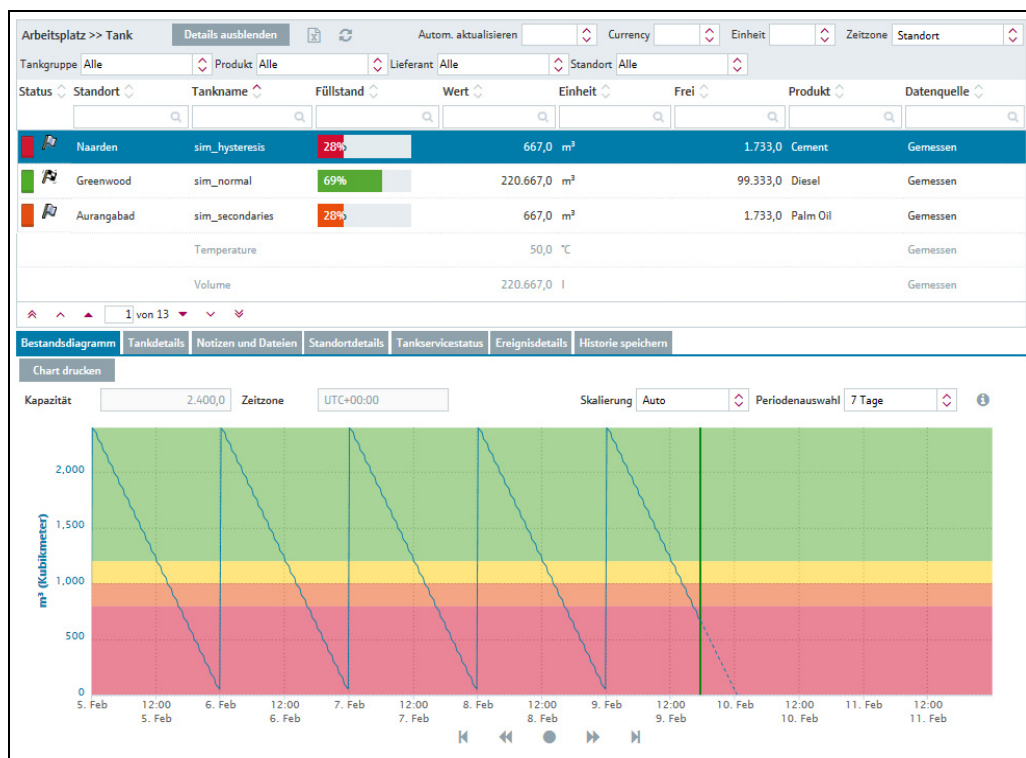 Arbeitsplatz >> Tank Details ausblenden Autom. aktualisieren Currency Einheit Zeitzone Standort
Tankgruppe Alle Produkt Alle Lieferant Alle Standort Alle
Status Standort Tankname Füllstand Wert Einheit Frei Produkt Datenquelle
Naarden sim_hysteresis 28% 667,0 m³ 1.733,0 Cement Gemessen
Greenwood sim_normal 69% 220.667,0 m³ 99.333,0 Diesel Gemessen
Aurangabad sim_secondaries 28% 667,0 m³ 1.733,0 Palm Oil Gemessen
Temperature 50,0 °C Gemessen
Volume 220.667,0 l Gemessen
1 von 13
Bestandsdiagramm Tankdetails Notizen und Dateien Standortdetails Tankservicestatus Ereignisdetails Historie speichern
Chart drucken
Kapazität 2.400,0 Zeitzone UTC+00:00 Skalierung Auto Periodenauswahl 7 Tage
m³ (Kubikmeter)
2,000
1,500
1,000
500
0
5. Feb 12:00 6. Feb 12:00 7. Feb 12:00 8. Feb 12:00 9. Feb 12:00 10. Feb 12:00 11. Feb 12:00
5. Feb 6. Feb 7. Feb 8. Feb 9. Feb 10. Feb 11. Feb